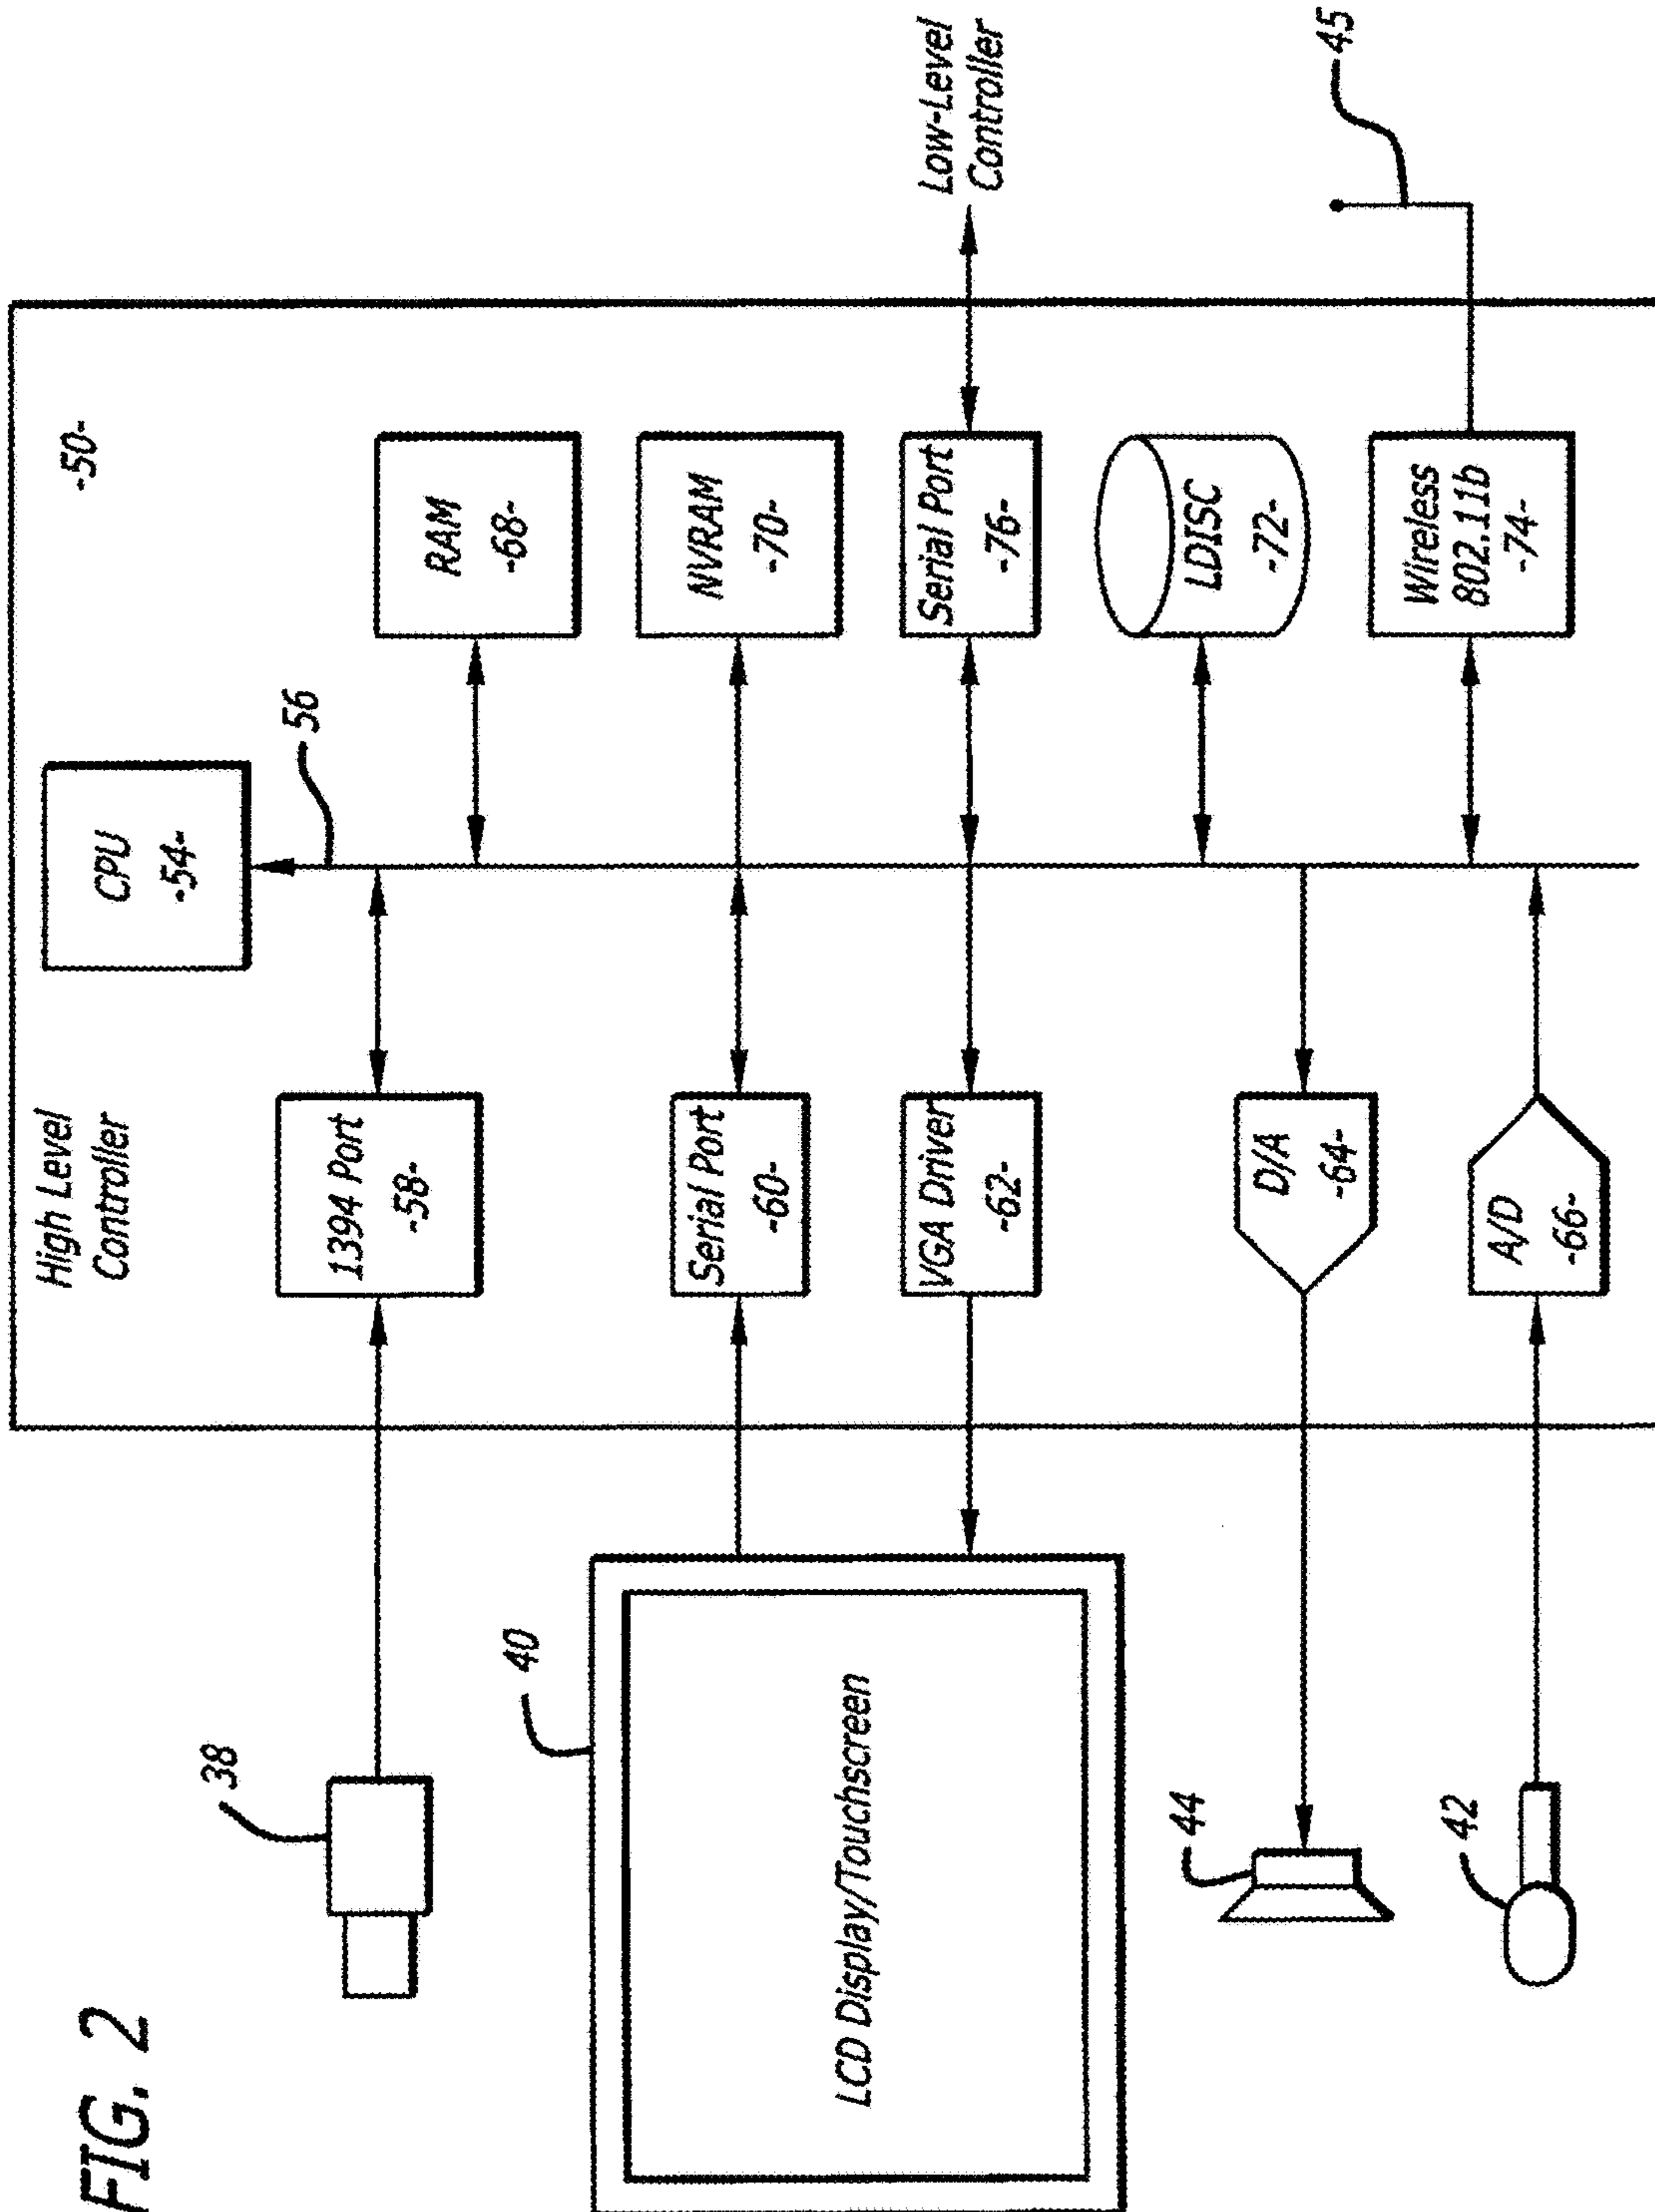 FIG. 2
High Level
Controller
-50-
CPU
-54-
56
38
1394 Port
-58-
RAM
-68-
40
LCD Display/Touchscreen
Serial Port
-60-
NVRAM
-70-
VGA Driver
-62-
Serial Port
-76-
Low-Level
Controller
44
D/A
-64-
LDISC
-72-
42
A/D
-66-
Wireless
802.11b
-74-
45